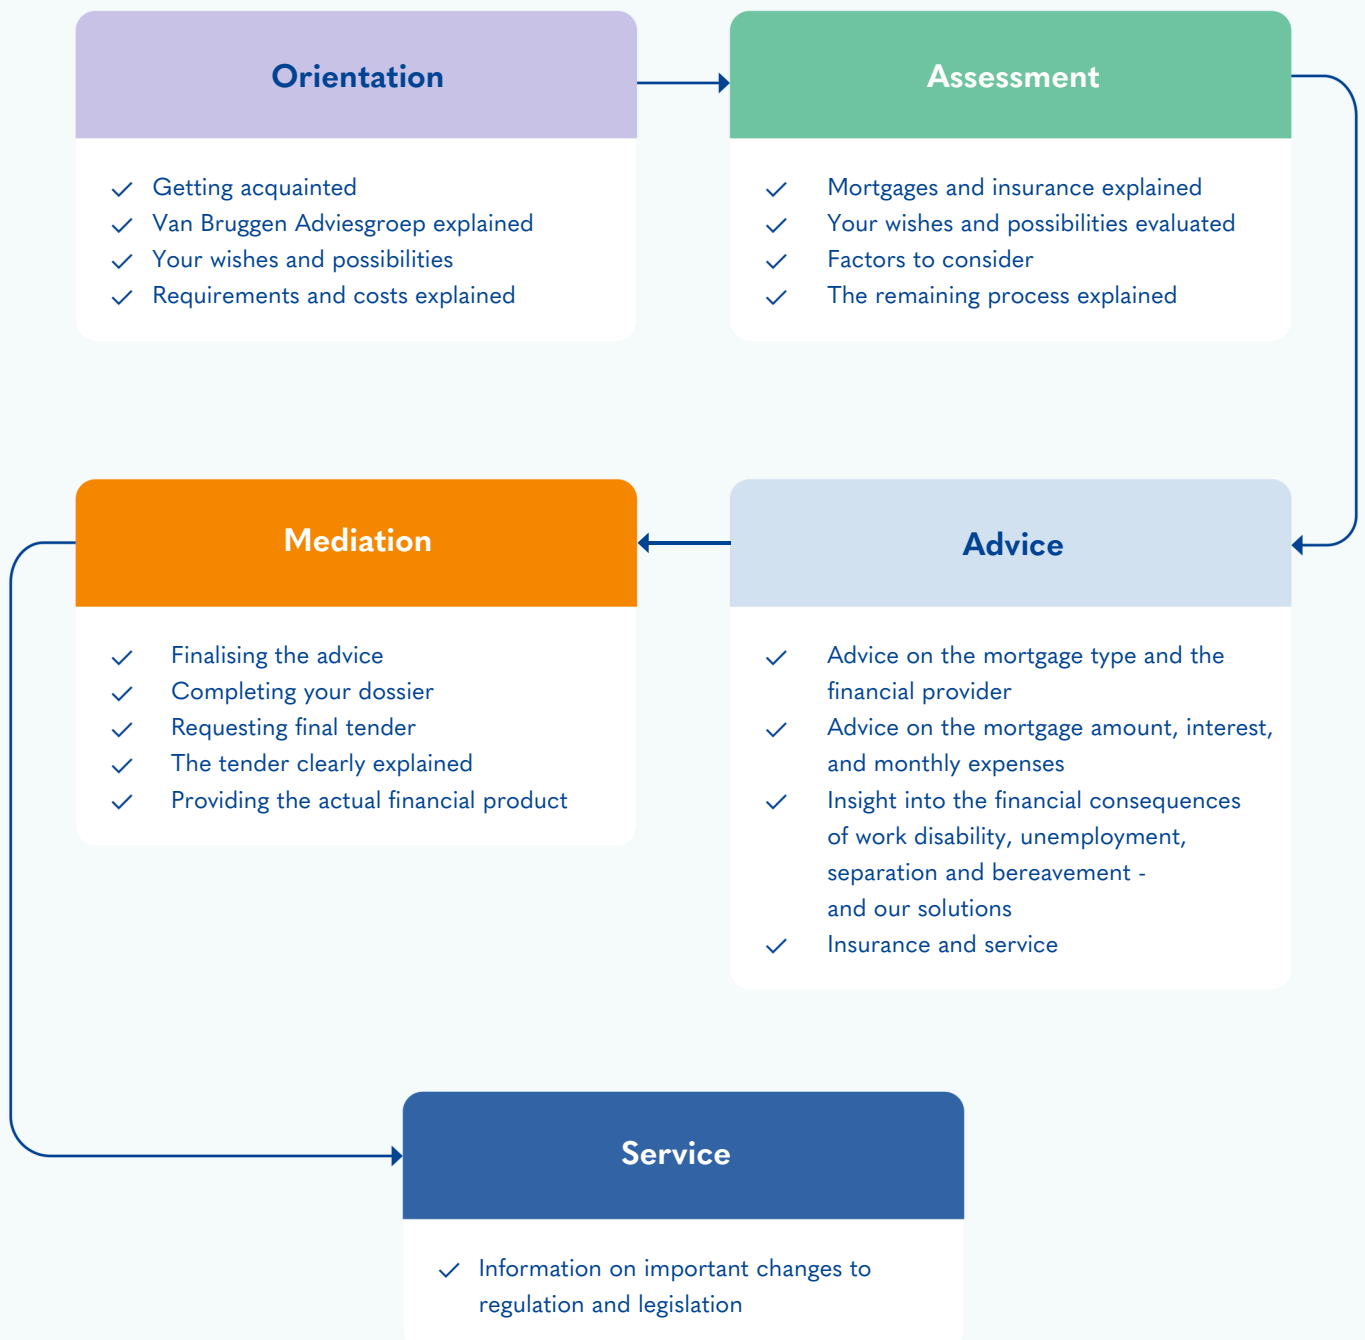 Orientation
Getting acquainted
Van Bruggen Adviesgroep explained
Your wishes and possibilities
Requirements and costs explained
Assessment
Mortgages and insurance explained
Your wishes and possibilities evaluated
Factors to consider
The remaining process explained
Advice
Advice on the mortgage type and the
financial provider
Advice on the mortgage amount, interest,
and monthly expenses
Insight into the financial consequences
of work disability, unemployment,
separation and bereavement -
and our solutions
Insurance and service
Mediation
Finalising the advice
Completing your dossier
Requesting final tender
The tender clearly explained
Providing the actual financial product
Service
Information on important changes to
regulation and legislation